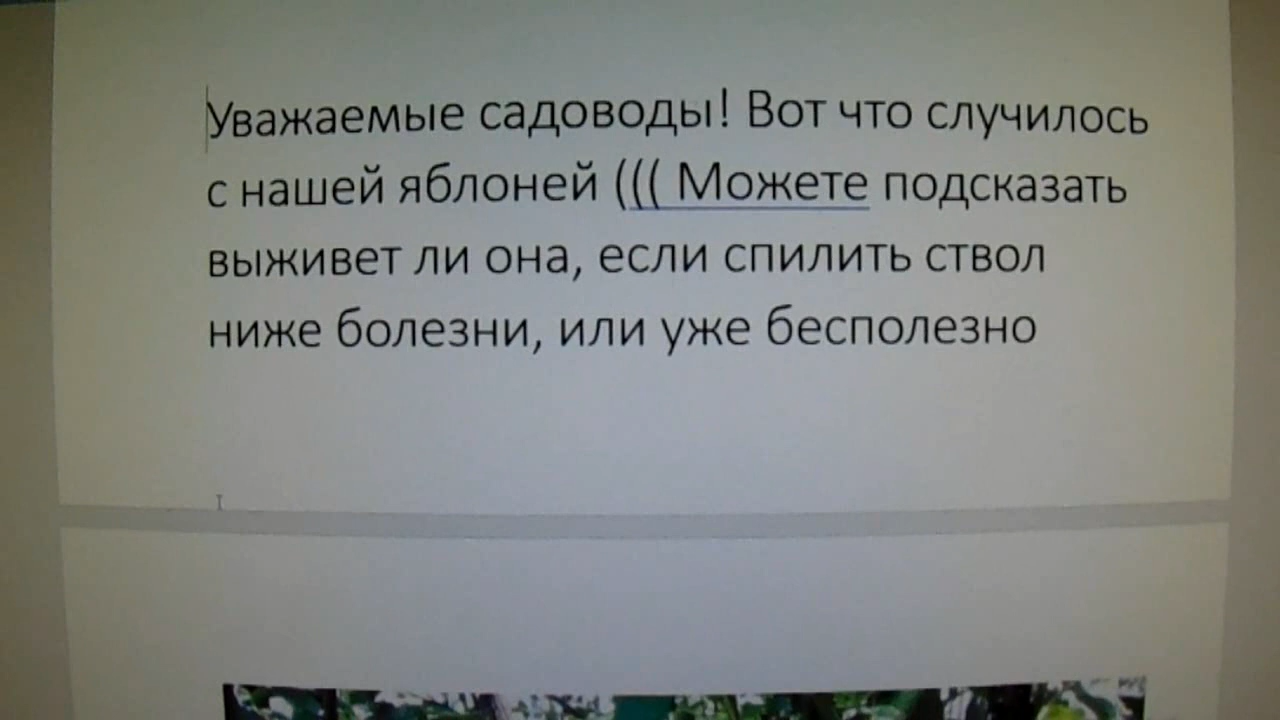 Уважаемые садоводы! Вот что случилось
с нашей яблоней ((( Можете подсказать
выживет ли она, если спилить ствол
ниже болезни, или уже бесполезно